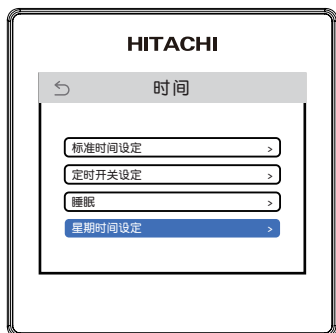 HITACHI
时间
标准时间设定 >
定时开关设定 >
睡眠 >
星期时间设定 >